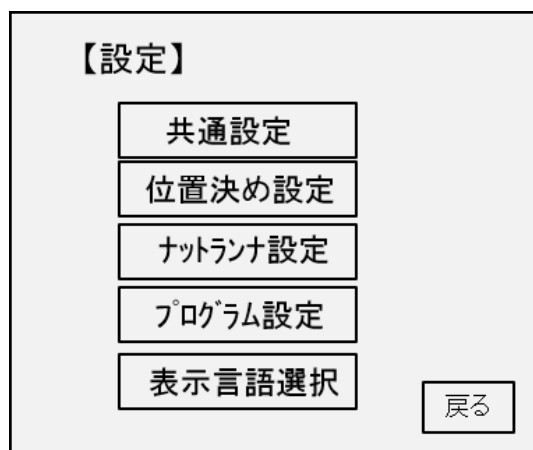 【設定】
共通設定
位置決め設定
ナットランナ設定
プログラム設定
表示言語選択
戻る